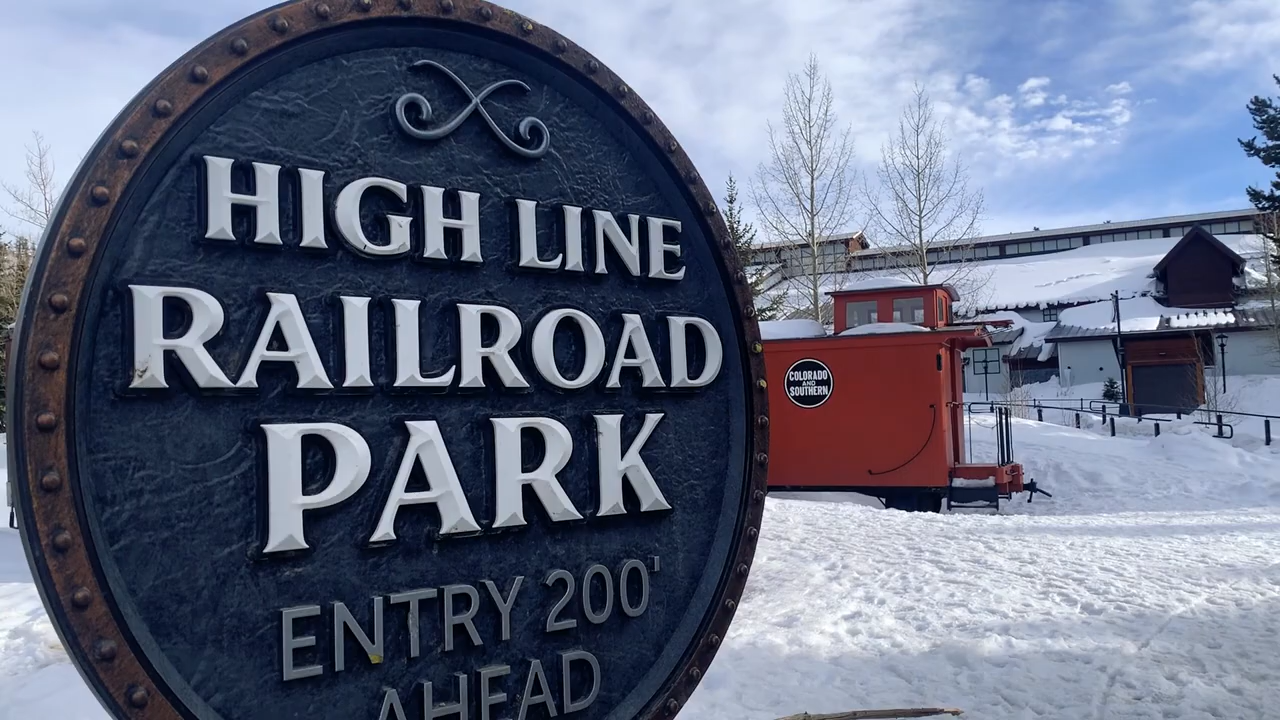 HIGH LINE
RAILROAD
PARK
ENTRY 200'
AHEAD
COLORADO
AND
SOUTHERN